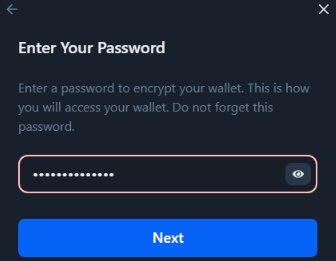 Enter Your Password
Enter a password to encrypt your wallet. This is how
you will access your wallet. Do not forget this
password.
••••••••••••••
Next